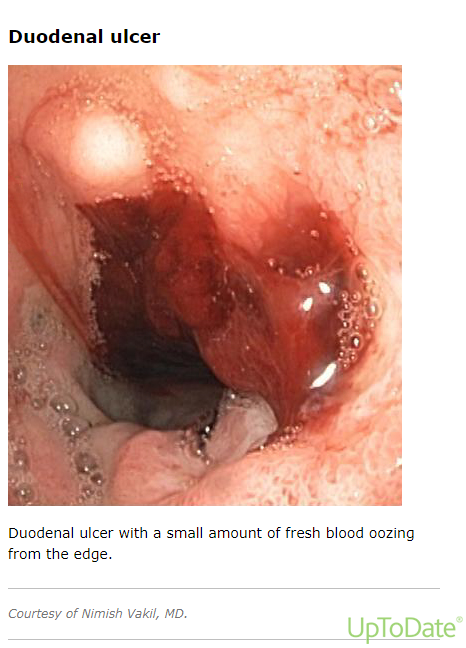 Duodenal ulcer
Duodenal ulcer with a small amount of fresh blood oozing
from the edge.
Courtesy of Nimish Vakil, MD.
UpToDate®